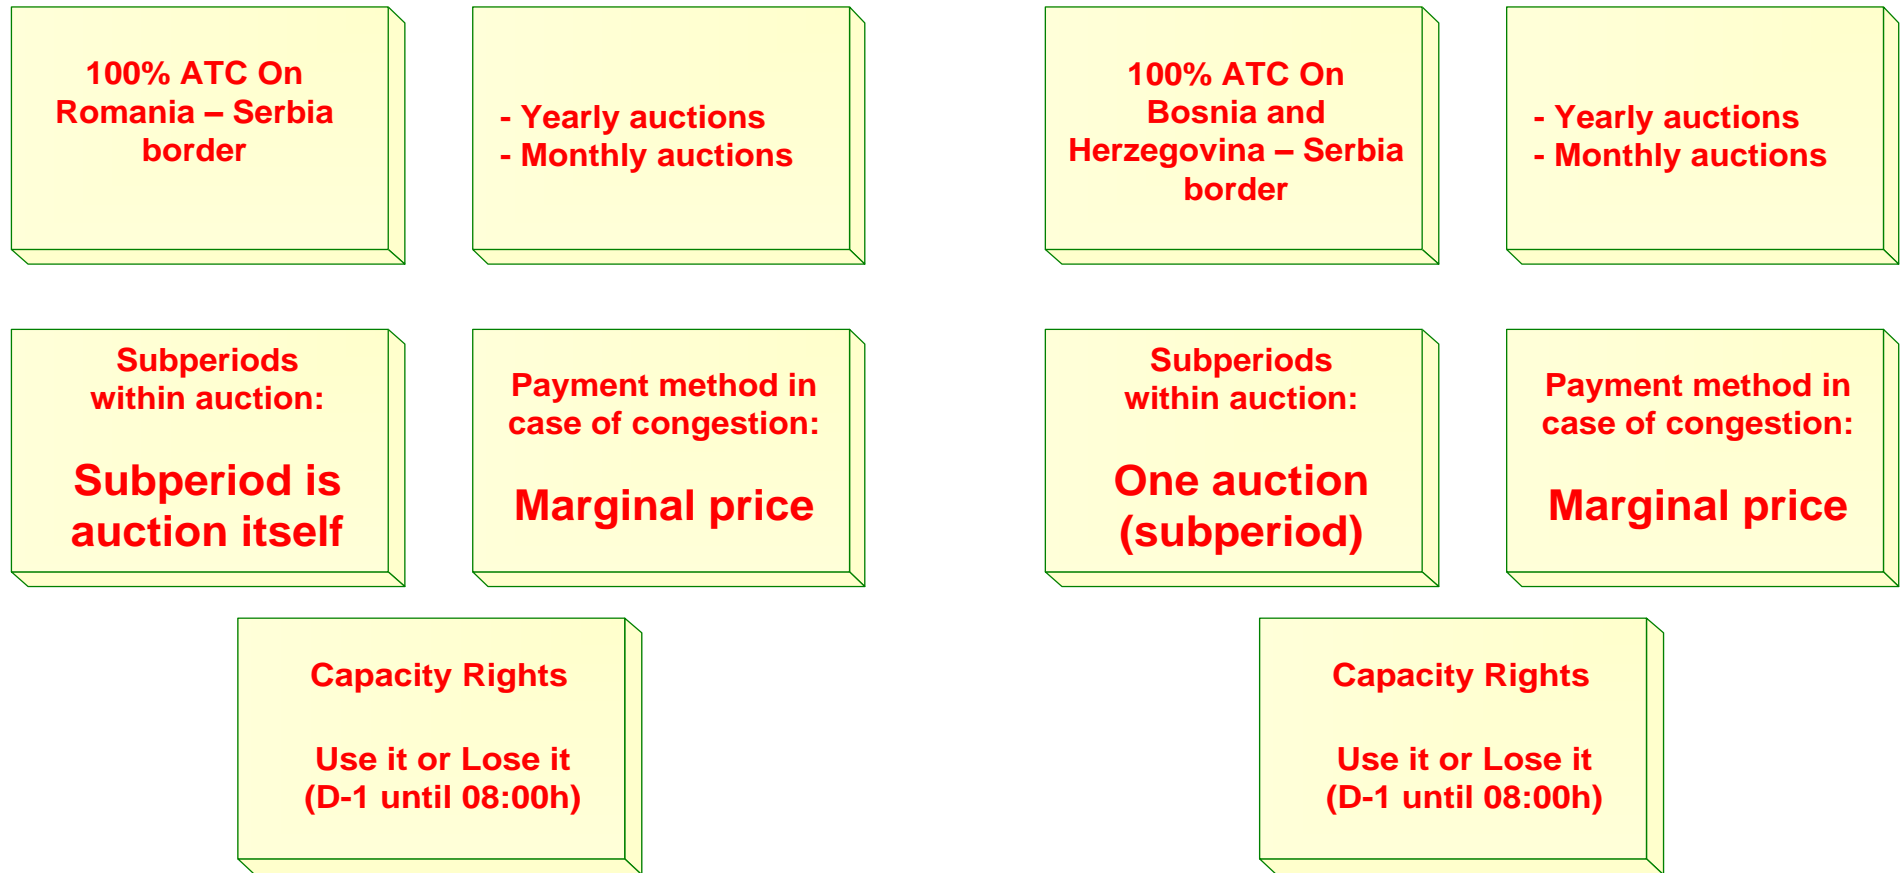 100% ATC On
Romania – Serbia
border
- Yearly auctions
- Monthly auctions
100% ATC On
Bosnia and
Herzegovina – Serbia
border
- Yearly auctions
- Monthly auctions
Subperiods
within auction:
Subperiod is
auction itself
Payment method in
case of congestion:
Marginal price
Subperiods
within auction:
One auction
(subperiod)
Payment method in
case of congestion:
Marginal price
Capacity Rights
Use it or Lose it
(D-1 until 08:00h)
Capacity Rights
Use it or Lose it
(D-1 until 08:00h)